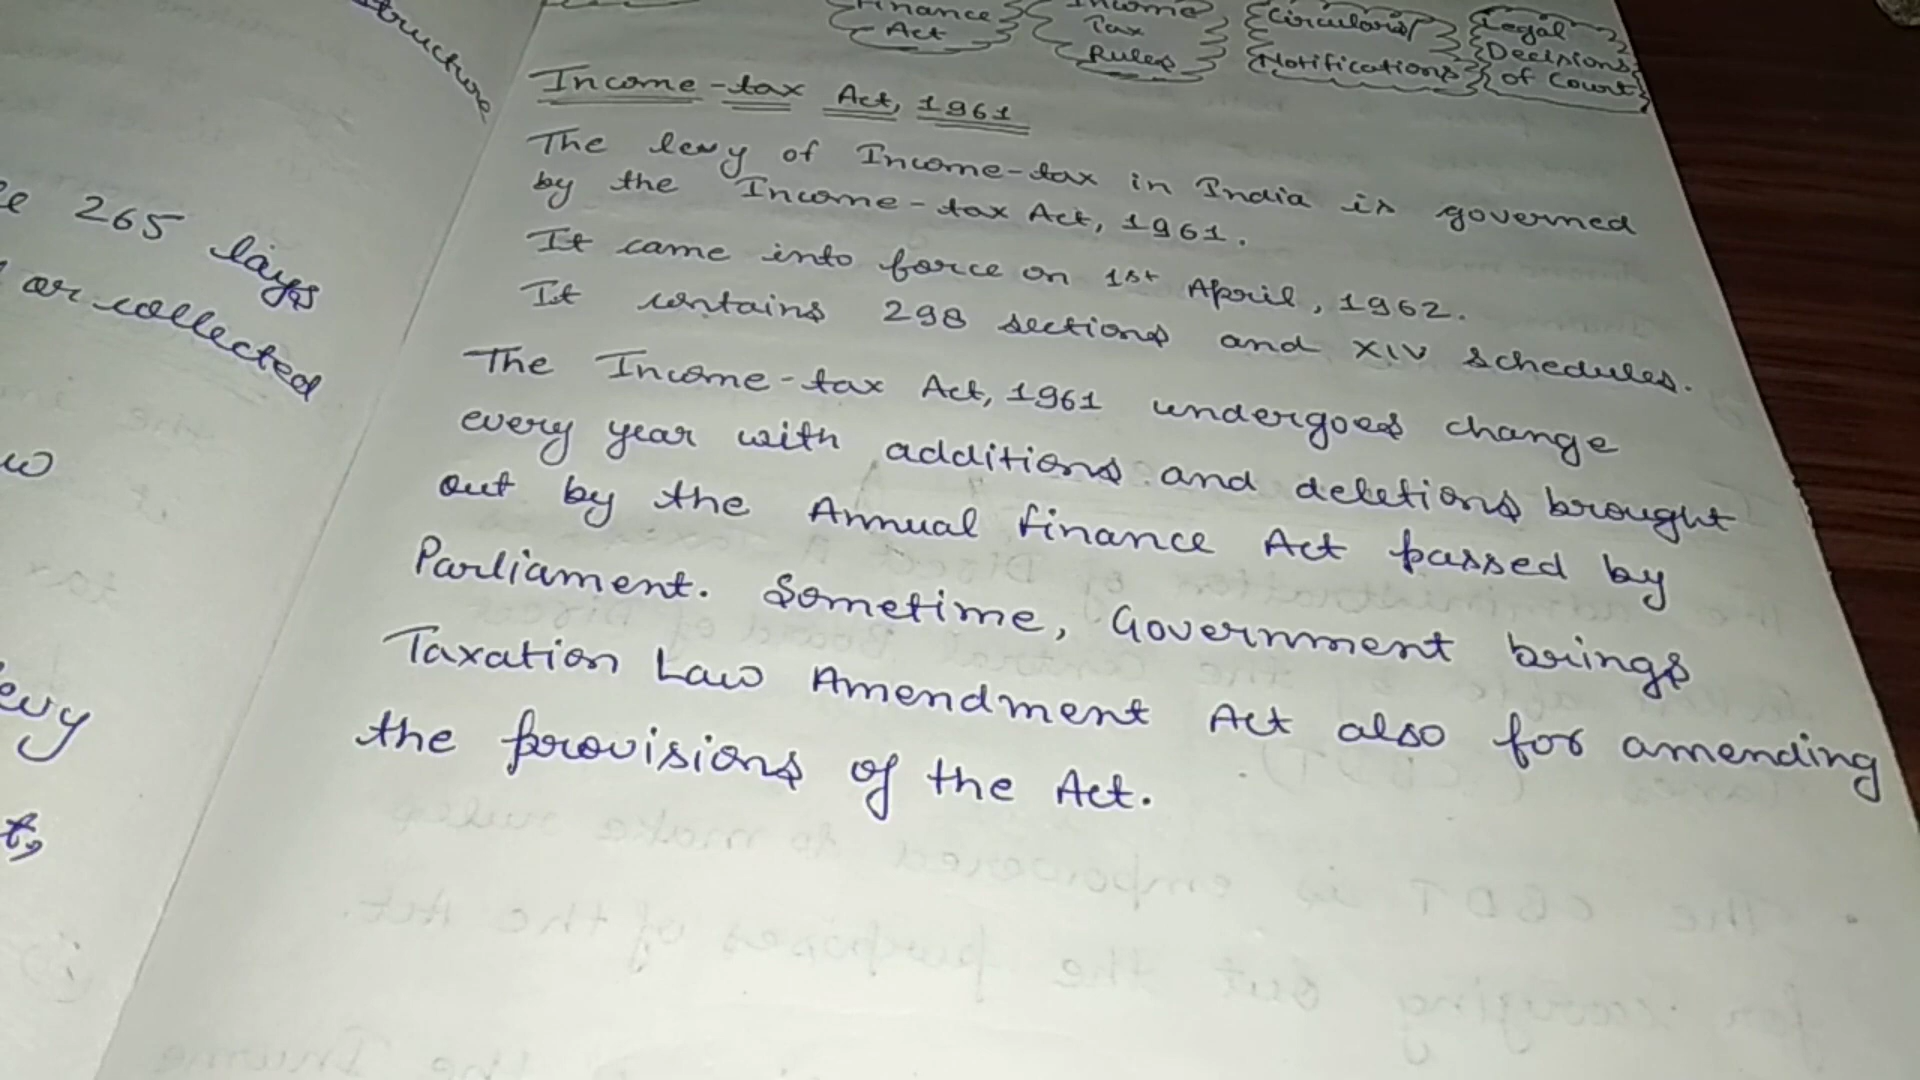 structure
265 lays
or collected
Finance
Act
Income
Tax
Rules
Circulars/
Notifications
Legal
Decisions
of Court
Income-tax Act, 1961
The levy of Income-tax in India is governed
by the Income-tax Act, 1961.
It came into force on 1st April, 1962.
It contains 298 sections and XIV schedules.
The Income-tax Act, 1961 undergoes change
every year with additions and deletions brought
out by the Annual Finance Act passed by
Parliament. Sometime, Government brings
Taxation Law Amendment Act also for amending
the provisions of the Act.